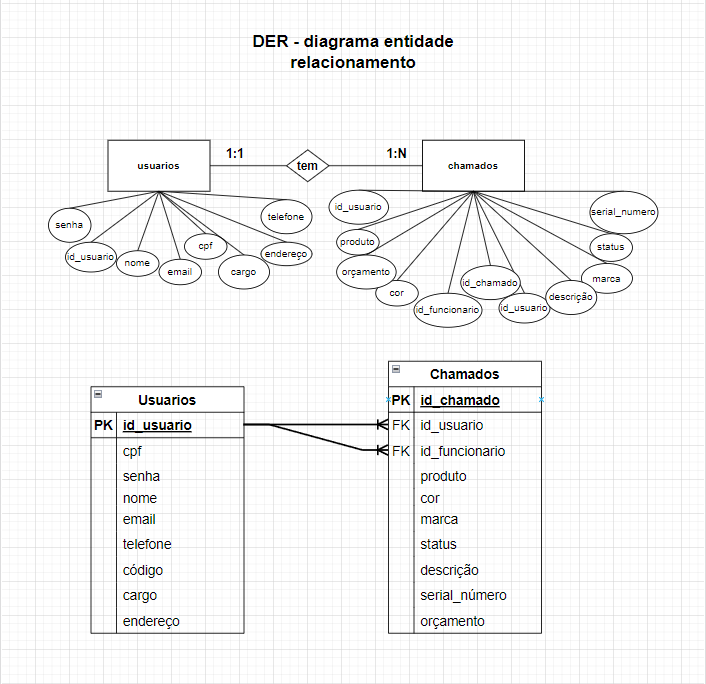 DER - diagrama entidade
relacionamento
usuarios
1:1
tem
1:N
chamados
senha
id_usuario
nome
email
cpf
cargo
endereço
telefone
id_usuario
produto
orçamento
cor
id_funcionario
id_chamado
id_usuario
descrição
marca
status
serial_numero
Usuarios
PK id_usuario
cpf
senha
nome
email
telefone
código
cargo
endereço
Chamados
PK id_chamado
FK id_usuario
FK id_funcionario
produto
cor
marca
status
descrição
serial_número
orçamento